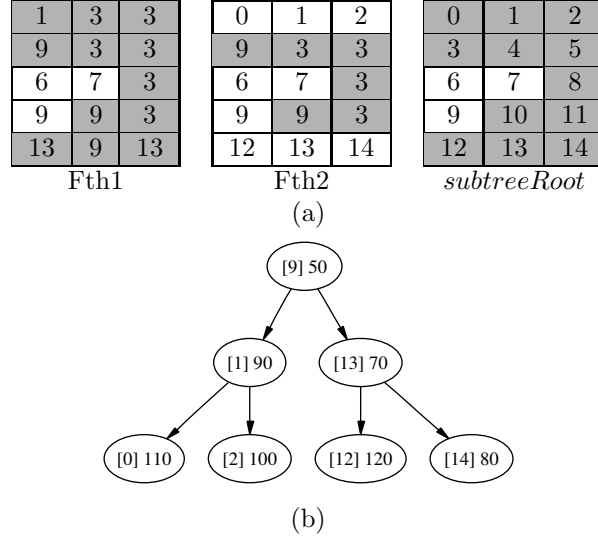 1 3 3 0 1 2 0 1 2
9 3 3 9 3 3 3 4 5
6 7 3 6 7 3 6 7 8
9 9 3 9 9 3 9 10 11
13 9 13 12 13 14 12 13 14
Fth1 Fth2 subtreeRoot
(a)
[9] 50
[1] 90 [13] 70
[0] 110 [2] 100 [12] 120 [14] 80
(b)